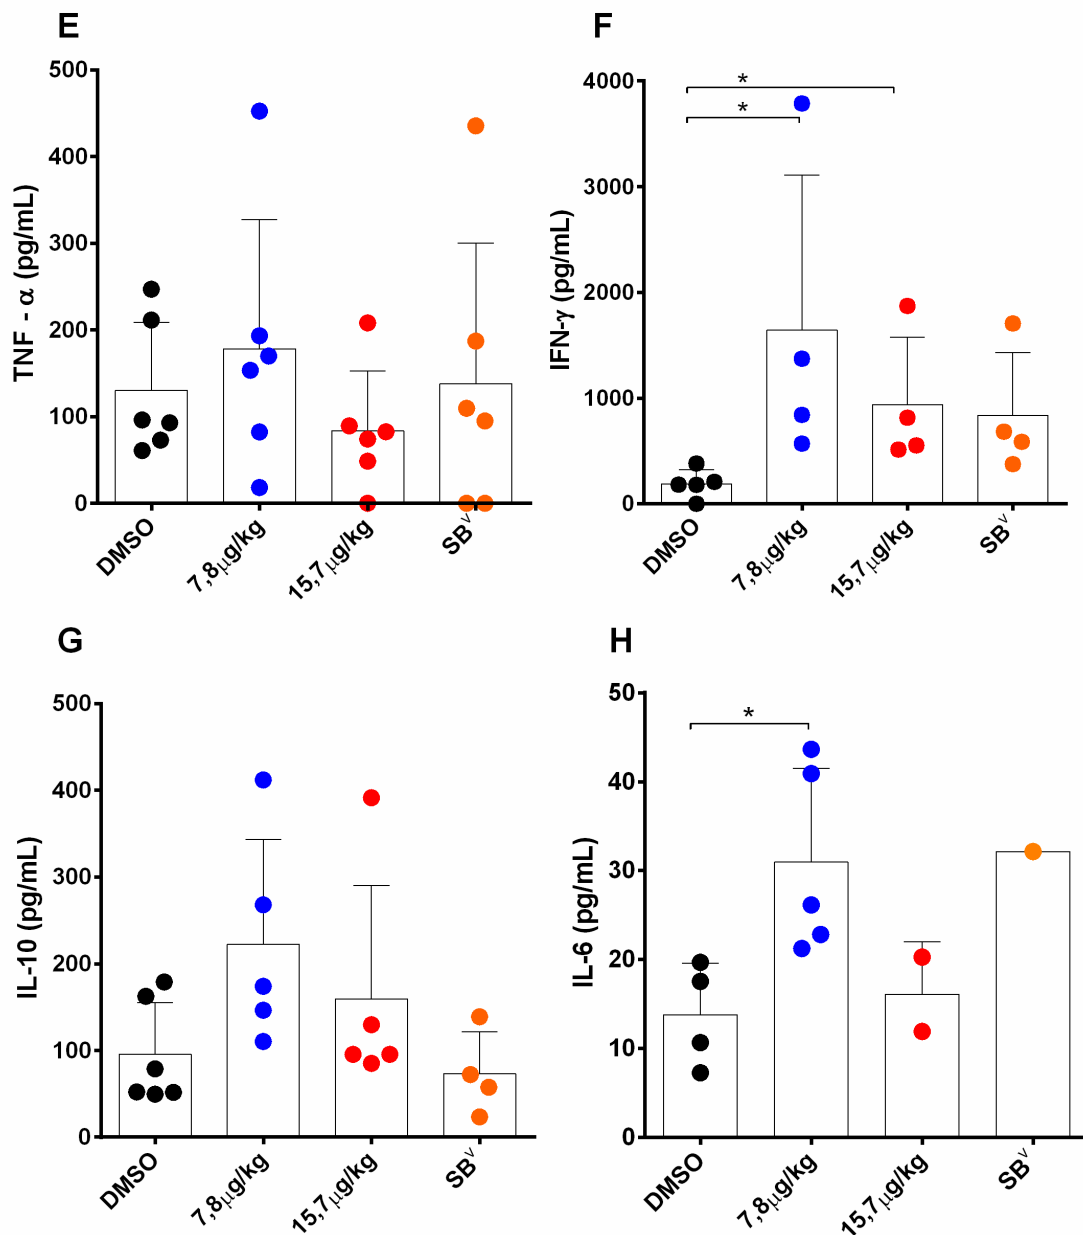 E
500
400
300
200
100
0
TNF - α (pg/mL)
DMSO
7,8µg/kg
15,7µg/kg
SBⱽ
F
4000
3000
2000
1000
0
IFN-γ (pg/mL)
*
*
DMSO
7,8µg/kg
15,7µg/kg
SBⱽ
G
500
400
300
200
100
0
IL-10 (pg/mL)
DMSO
7,8µg/kg
15,7µg/kg
SBⱽ
H
50
40
30
20
10
0
IL-6 (pg/mL)
*
DMSO
7,8µg/kg
15,7µg/kg
SBⱽ